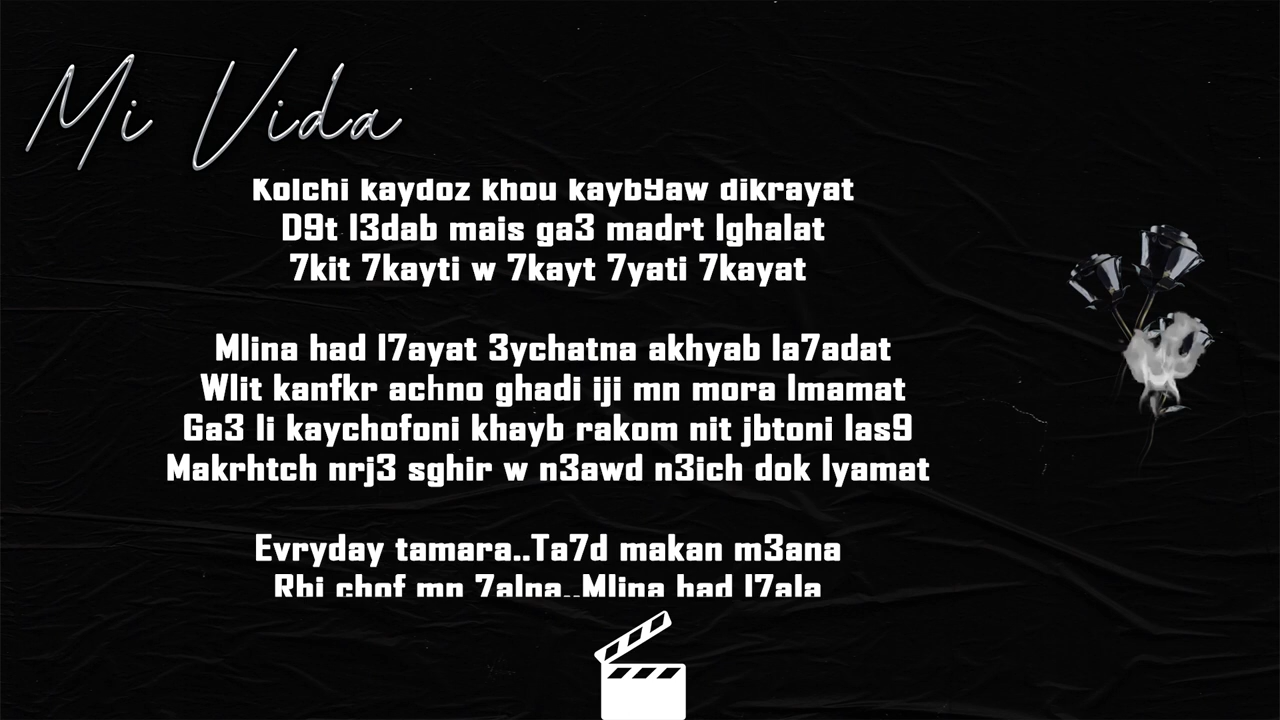 Mi Vida
Kolchi kaydoz khou kayb9aw dikrayat
D9t l3dab mais ga3 madrt lghalat
7kit 7kayti w 7kayt 7yati 7kayat
Mlina had l7ayat 3ychatna akhyab la7adat
Wlit kanfkr achno ghadi iji mn mora lmamat
Ga3 li kaychofoni khayb rakom nit jbtoni las9
Makrhtch nrj3 sghir w n3awd n3ich dok lyamat
Evryday tamara..Ta7d makan m3ana
Rhi chof mn 7alna..Mlina had l7ala